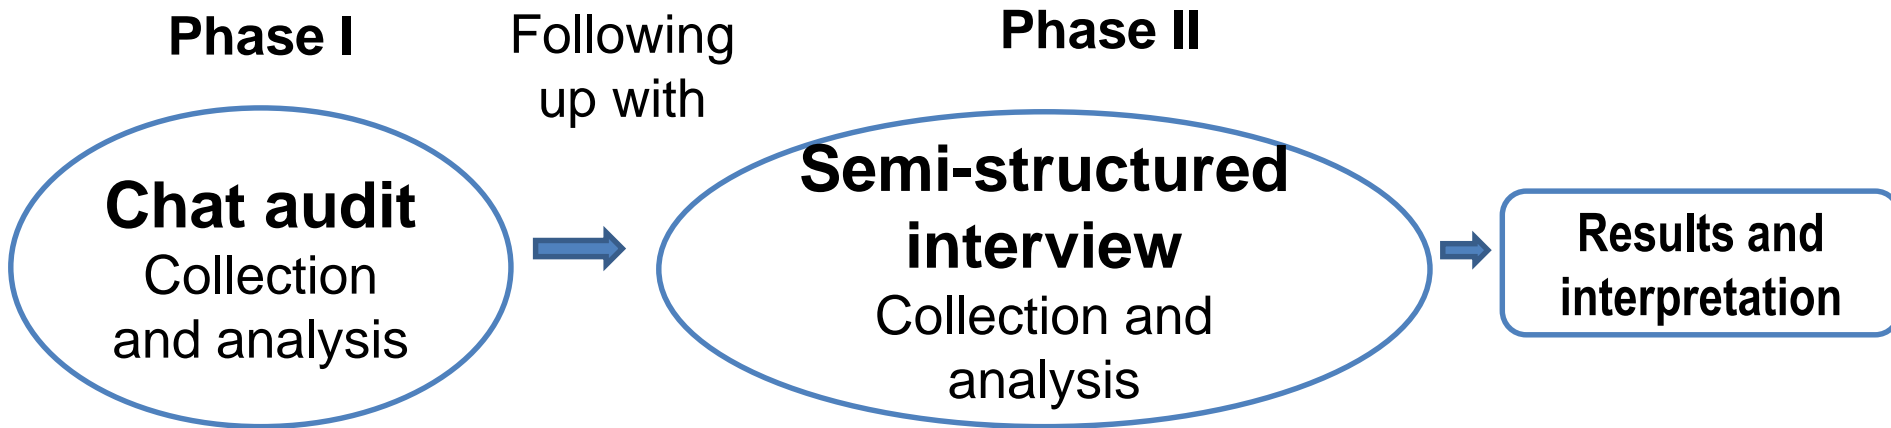 Phase I
Following
up with
Phase II
Chat audit
Collection
and analysis
Semi-structured
interview
Collection and
analysis
Results and
interpretation